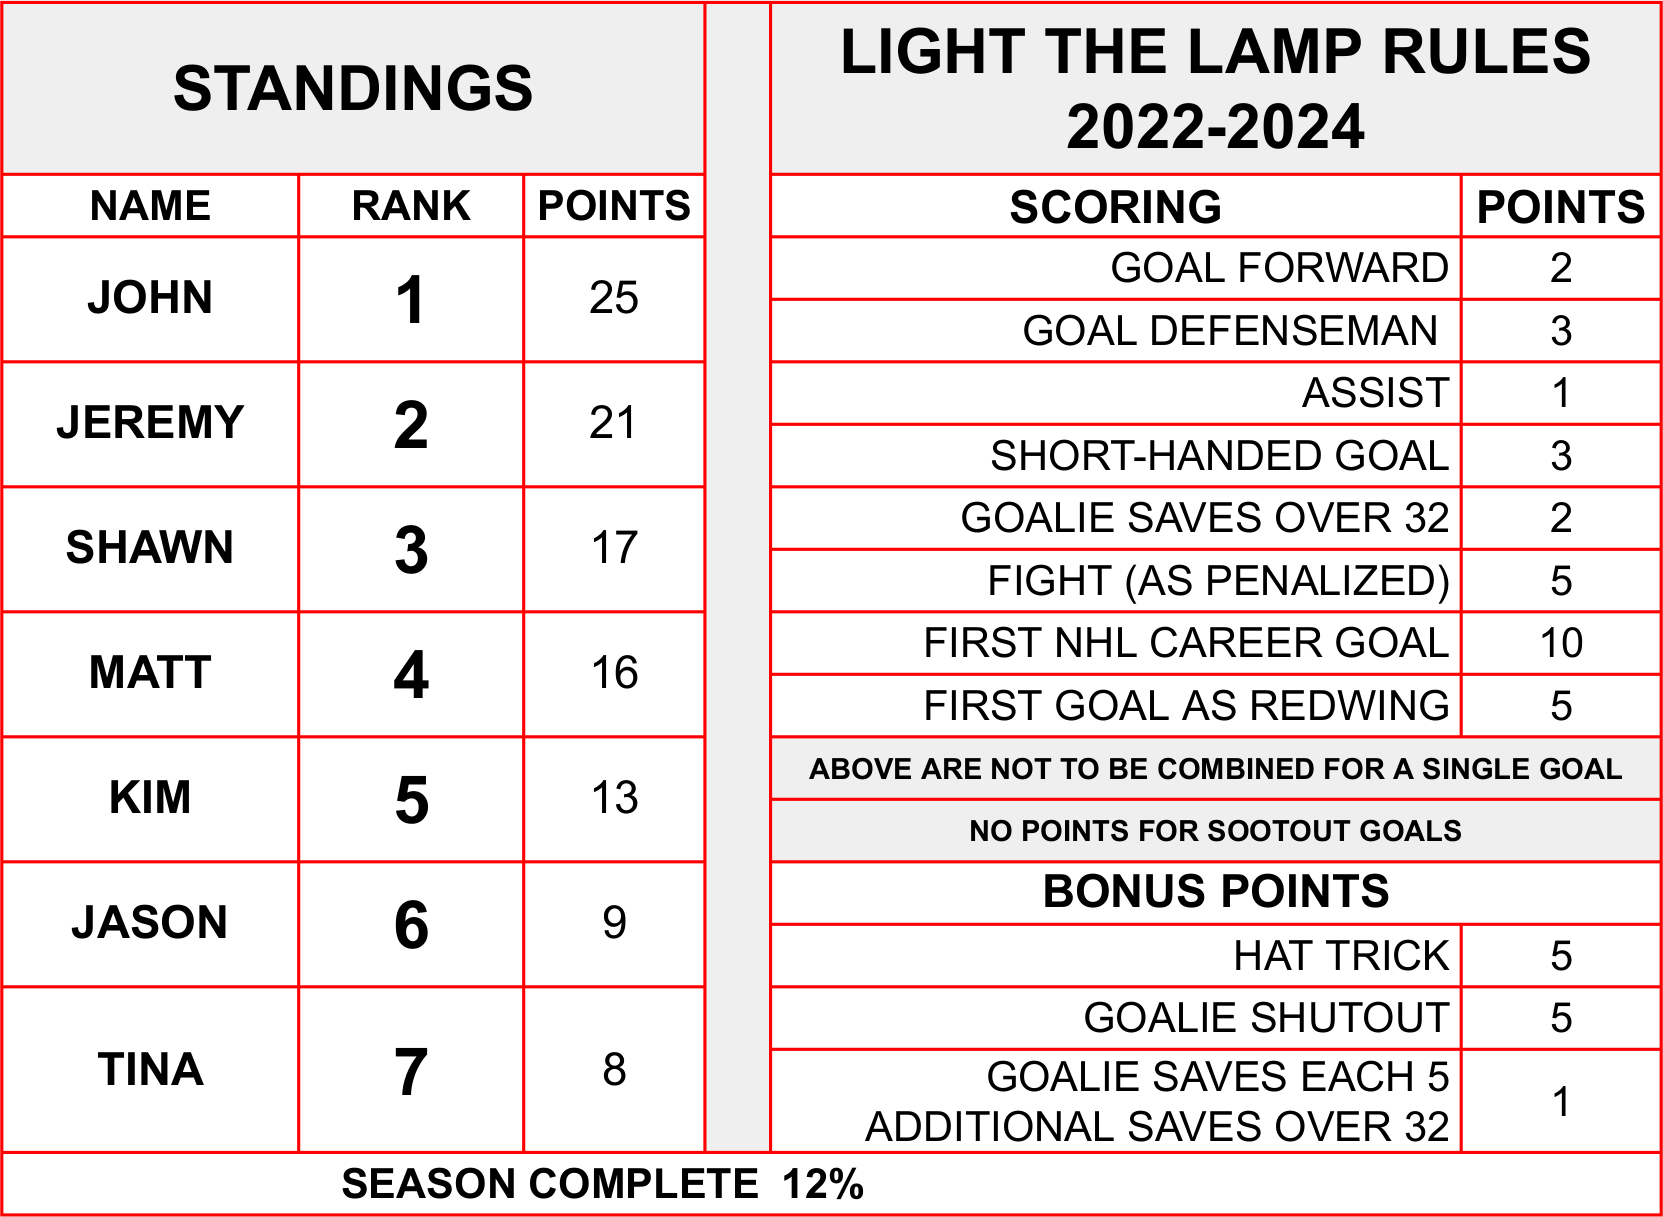 STANDINGS
NAME RANK POINTS
JOHN 1 25
JEREMY 2 21
SHAWN 3 17
MATT 4 16
KIM 5 13
JASON 6 9
TINA 7 8
LIGHT THE LAMP RULES
2022-2024
SCORING POINTS
GOAL FORWARD 2
GOAL DEFENSEMAN 3
ASSIST 1
SHORT-HANDED GOAL 3
GOALIE SAVES OVER 32 2
FIGHT (AS PENALIZED) 5
FIRST NHL CAREER GOAL 10
FIRST GOAL AS REDWING 5
ABOVE ARE NOT TO BE COMBINED FOR A SINGLE GOAL
NO POINTS FOR SOOTOUT GOALS
BONUS POINTS
HAT TRICK 5
GOALIE SHUTOUT 5
GOALIE SAVES EACH 5
ADDITIONAL SAVES OVER 32 1
SEASON COMPLETE 12%